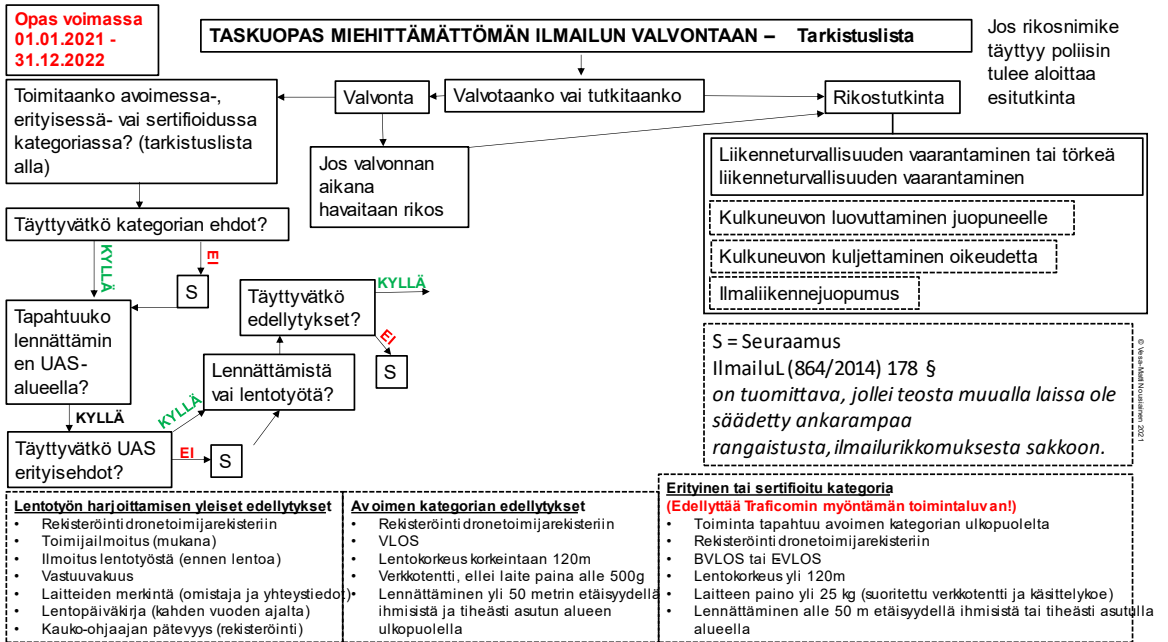 Opas voimassa
01.01.2021 -
31.12.2022
TASKUOPAS MIEHITTÄMÄTTÖMÄN ILMAILUN VALVONTAAN – Tarkistuslista
Jos rikosnimike
täyttyy poliisin
tulee aloittaa
esitutkinta
Toimitaanko avoimessa-,
erityisessä- vai sertifioidussa
kategoriassa? (tarkistuslista
alla)
Valvonta
Valvotaanko vai tutkitaanko
Rikostutkinta
Jos valvonnan
aikana
havaitaan rikos
Liikenneturvallisuuden vaarantaminen tai törkeä
liikenneturvallisuuden vaarantaminen
Kulkuneuvon luovuttaminen juopuneelle
Kulkuneuvon kuljettaminen oikeudetta
Ilmaliikennejuopumus
Täyttyvätkö kategorian ehdot?
KYLLÄ
EI
S
Tapahtuuko
lennättämin
en UAS-
alueella?
KYLLÄ
Täyttyvätkö UAS
erityisehdot?
KYLLÄ
EI
S
Lennättämistä
vai lentotyötä?
Täyttyvätkö
edellytykset?
KYLLÄ
EI
S
S = Seuraamus
IlmailuL (864/2014) 178 §
on tuomittava, jollei teosta muualla laissa ole
säädetty ankarampaa
rangaistusta, ilmailurikkomuksesta sakkoon.
© Vesa-Matti Nousiainen 2021
Lentotyön harjoittamisen yleiset edellytykset
• Rekisteröinti dronetoimijarekisteriin
• Toimijailmoitus (mukana)
• Ilmoitus lentotyöstä (ennen lentoa)
• Vastuuvakuus
• Laitteiden merkintä (omistaja ja yhteystiedot)
• Lentopäiväkirja (kahden vuoden ajalta)
• Kauko-ohjaajan pätevyys (rekisteröinti)
Avoimen kategorian edellytykset
• Rekisteröinti dronetoimijarekisteriin
• VLOS
• Lentokorkeus korkeintaan 120m
• Verkkotentti, ellei laite paina alle 500g
• Lennättäminen yli 50 metrin etäisyydellä
ihmisistä ja tiheästi asutun alueen
ulkopuolella
Erityinen tai sertifioitu kategoria
(Edellyttää Traficomin myöntämän toimintaluvan!)
• Toiminta tapahtuu avoimen kategorian ulkopuolelta
• Rekisteröinti dronetoimijarekisteriin
• BVLOS tai EVLOS
• Lentokorkeus yli 120m
• Laitteen paino yli 25 kg (suoritettu verkkotentti ja käsittelykoe)
• Lennättäminen alle 50 m etäisyydellä ihmisistä tai tiheästi asutulla
alueella